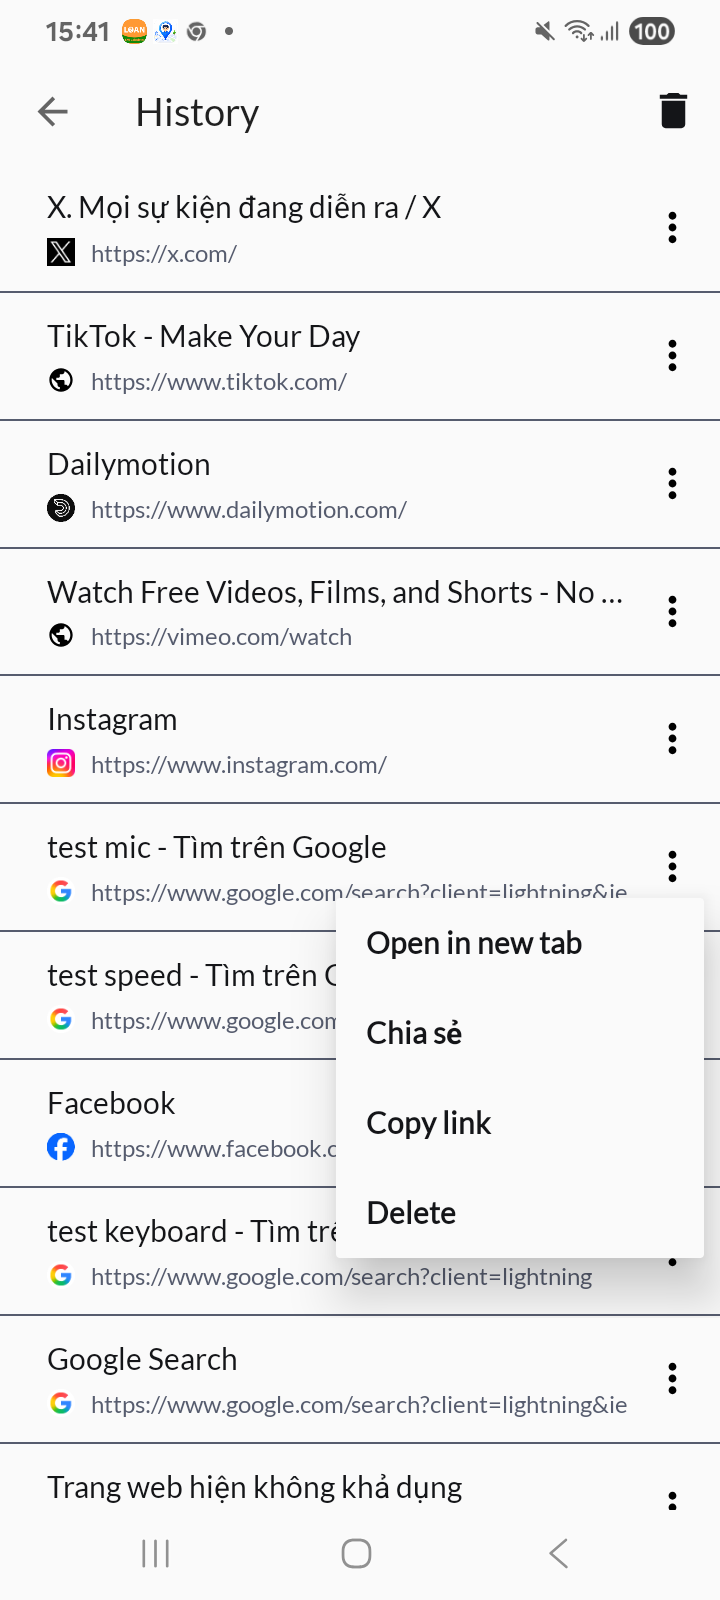 15:41
LOAN
100
History
X. Mọi sự kiện đang diễn ra / X
https://x.com/
TikTok - Make Your Day
https://www.tiktok.com/
Dailymotion
https://www.dailymotion.com/
Watch Free Videos, Films, and Shorts - No ...
https://vimeo.com/watch
Instagram
https://www.instagram.com/
test mic - Tìm trên Google
https://www.google.com/search?client=lightning&ie
Open in new tab
test speed - Tìm trên
https://www.google.com
Chia sẻ
Facebook
https://www.facebook.c
Copy link
Delete
test keyboard - Tìm trê
https://www.google.com/search?client=lightning
Google Search
https://www.google.com/search?client=lightning&ie
Trang web hiện không khả dụng